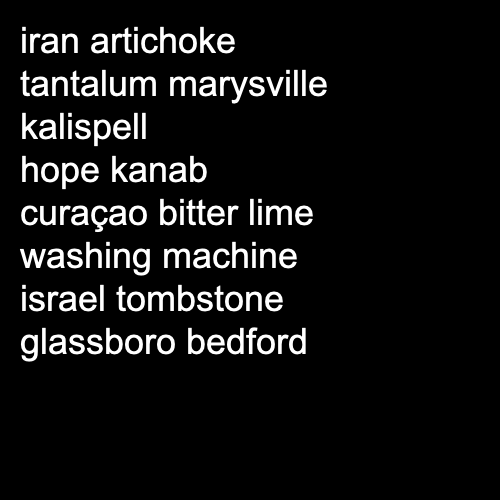 iran artichoke
tantalum marysville
kalispell
hope kanab
curaçao bitter lime
washing machine
israel tombstone
glassboro bedford